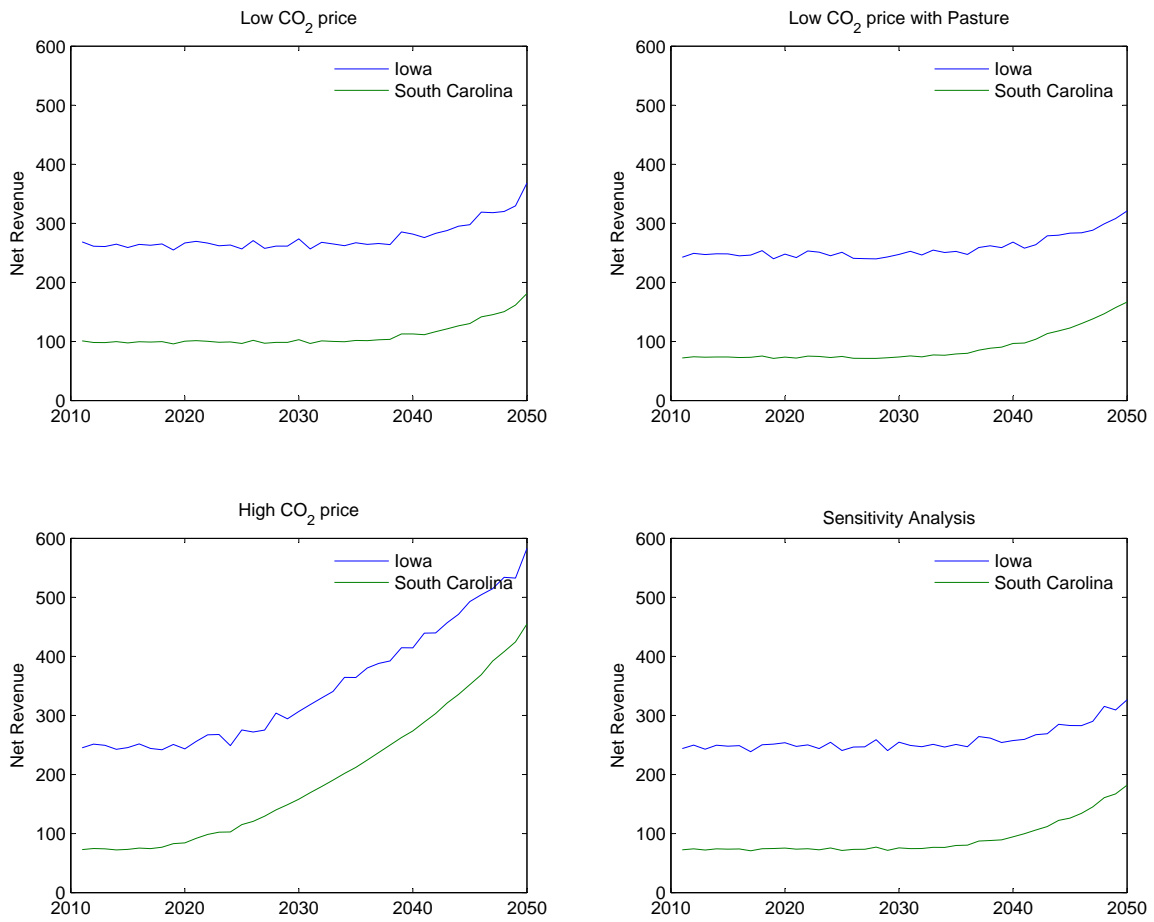 Low CO2 price
600
500
400
300
200
100
0
Net Revenue
Iowa
South Carolina
2010 2020 2030 2040 2050
Low CO2 price with Pasture
600
500
400
300
200
100
0
Net Revenue
Iowa
South Carolina
2010 2020 2030 2040 2050
High CO2 price
600
500
400
300
200
100
0
Net Revenue
Iowa
South Carolina
2010 2020 2030 2040 2050
Sensitivity Analysis
600
500
400
300
200
100
0
Net Revenue
Iowa
South Carolina
2010 2020 2030 2040 2050